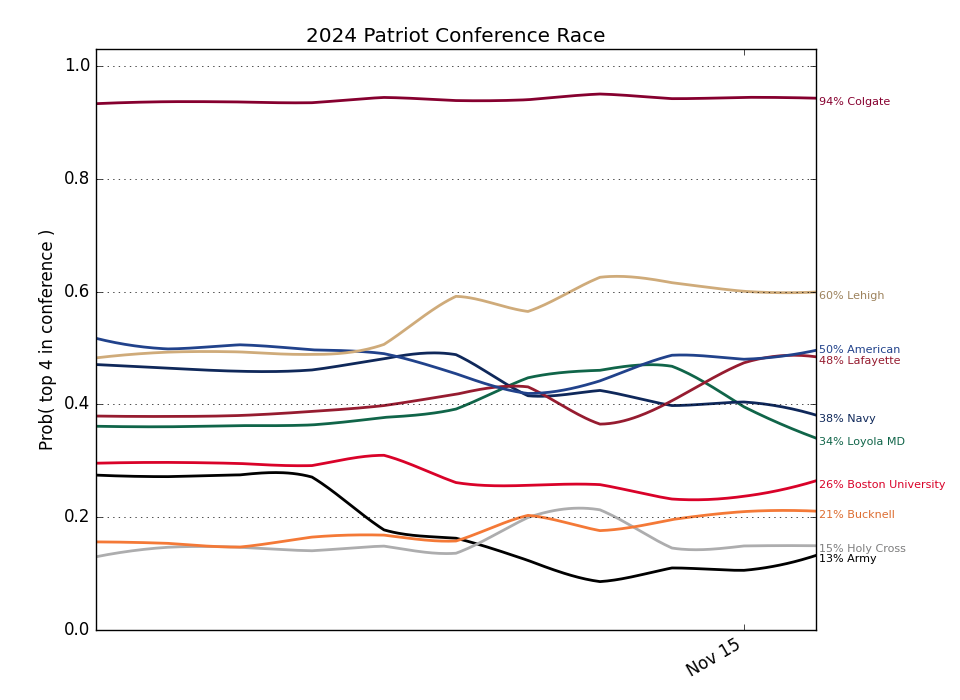 2024 Patriot Conference Race
1.0
0.8
0.6
0.4
0.2
0.0
Prob( top 4 in conference )
94% Colgate
60% Lehigh
50% American
48% Lafayette
38% Navy
34% Loyola MD
26% Boston University
21% Bucknell
15% Holy Cross
13% Army
Nov 15